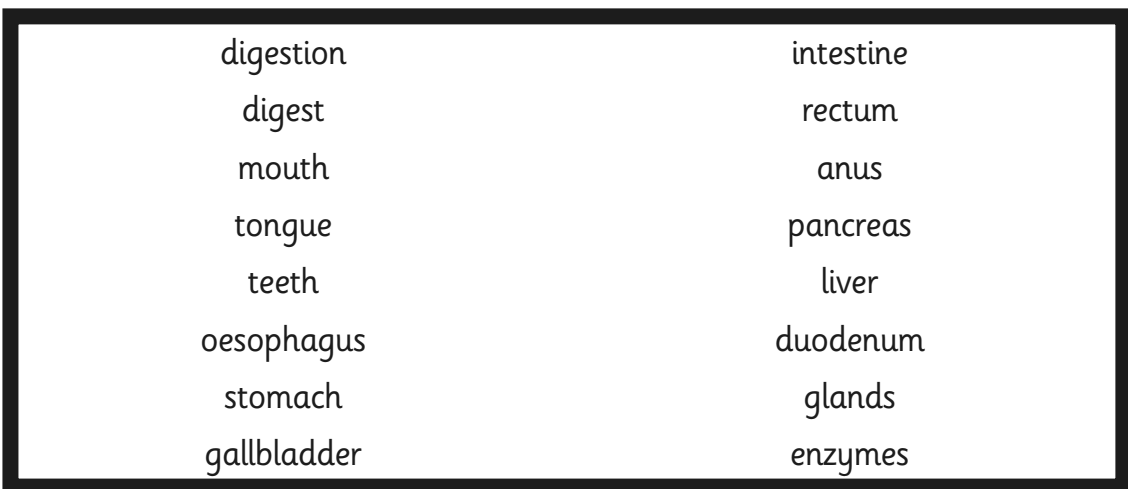 digestion
digest
mouth
tongue
teeth
oesophagus
stomach
gallbladder
intestine
rectum
anus
pancreas
liver
duodenum
glands
enzymes